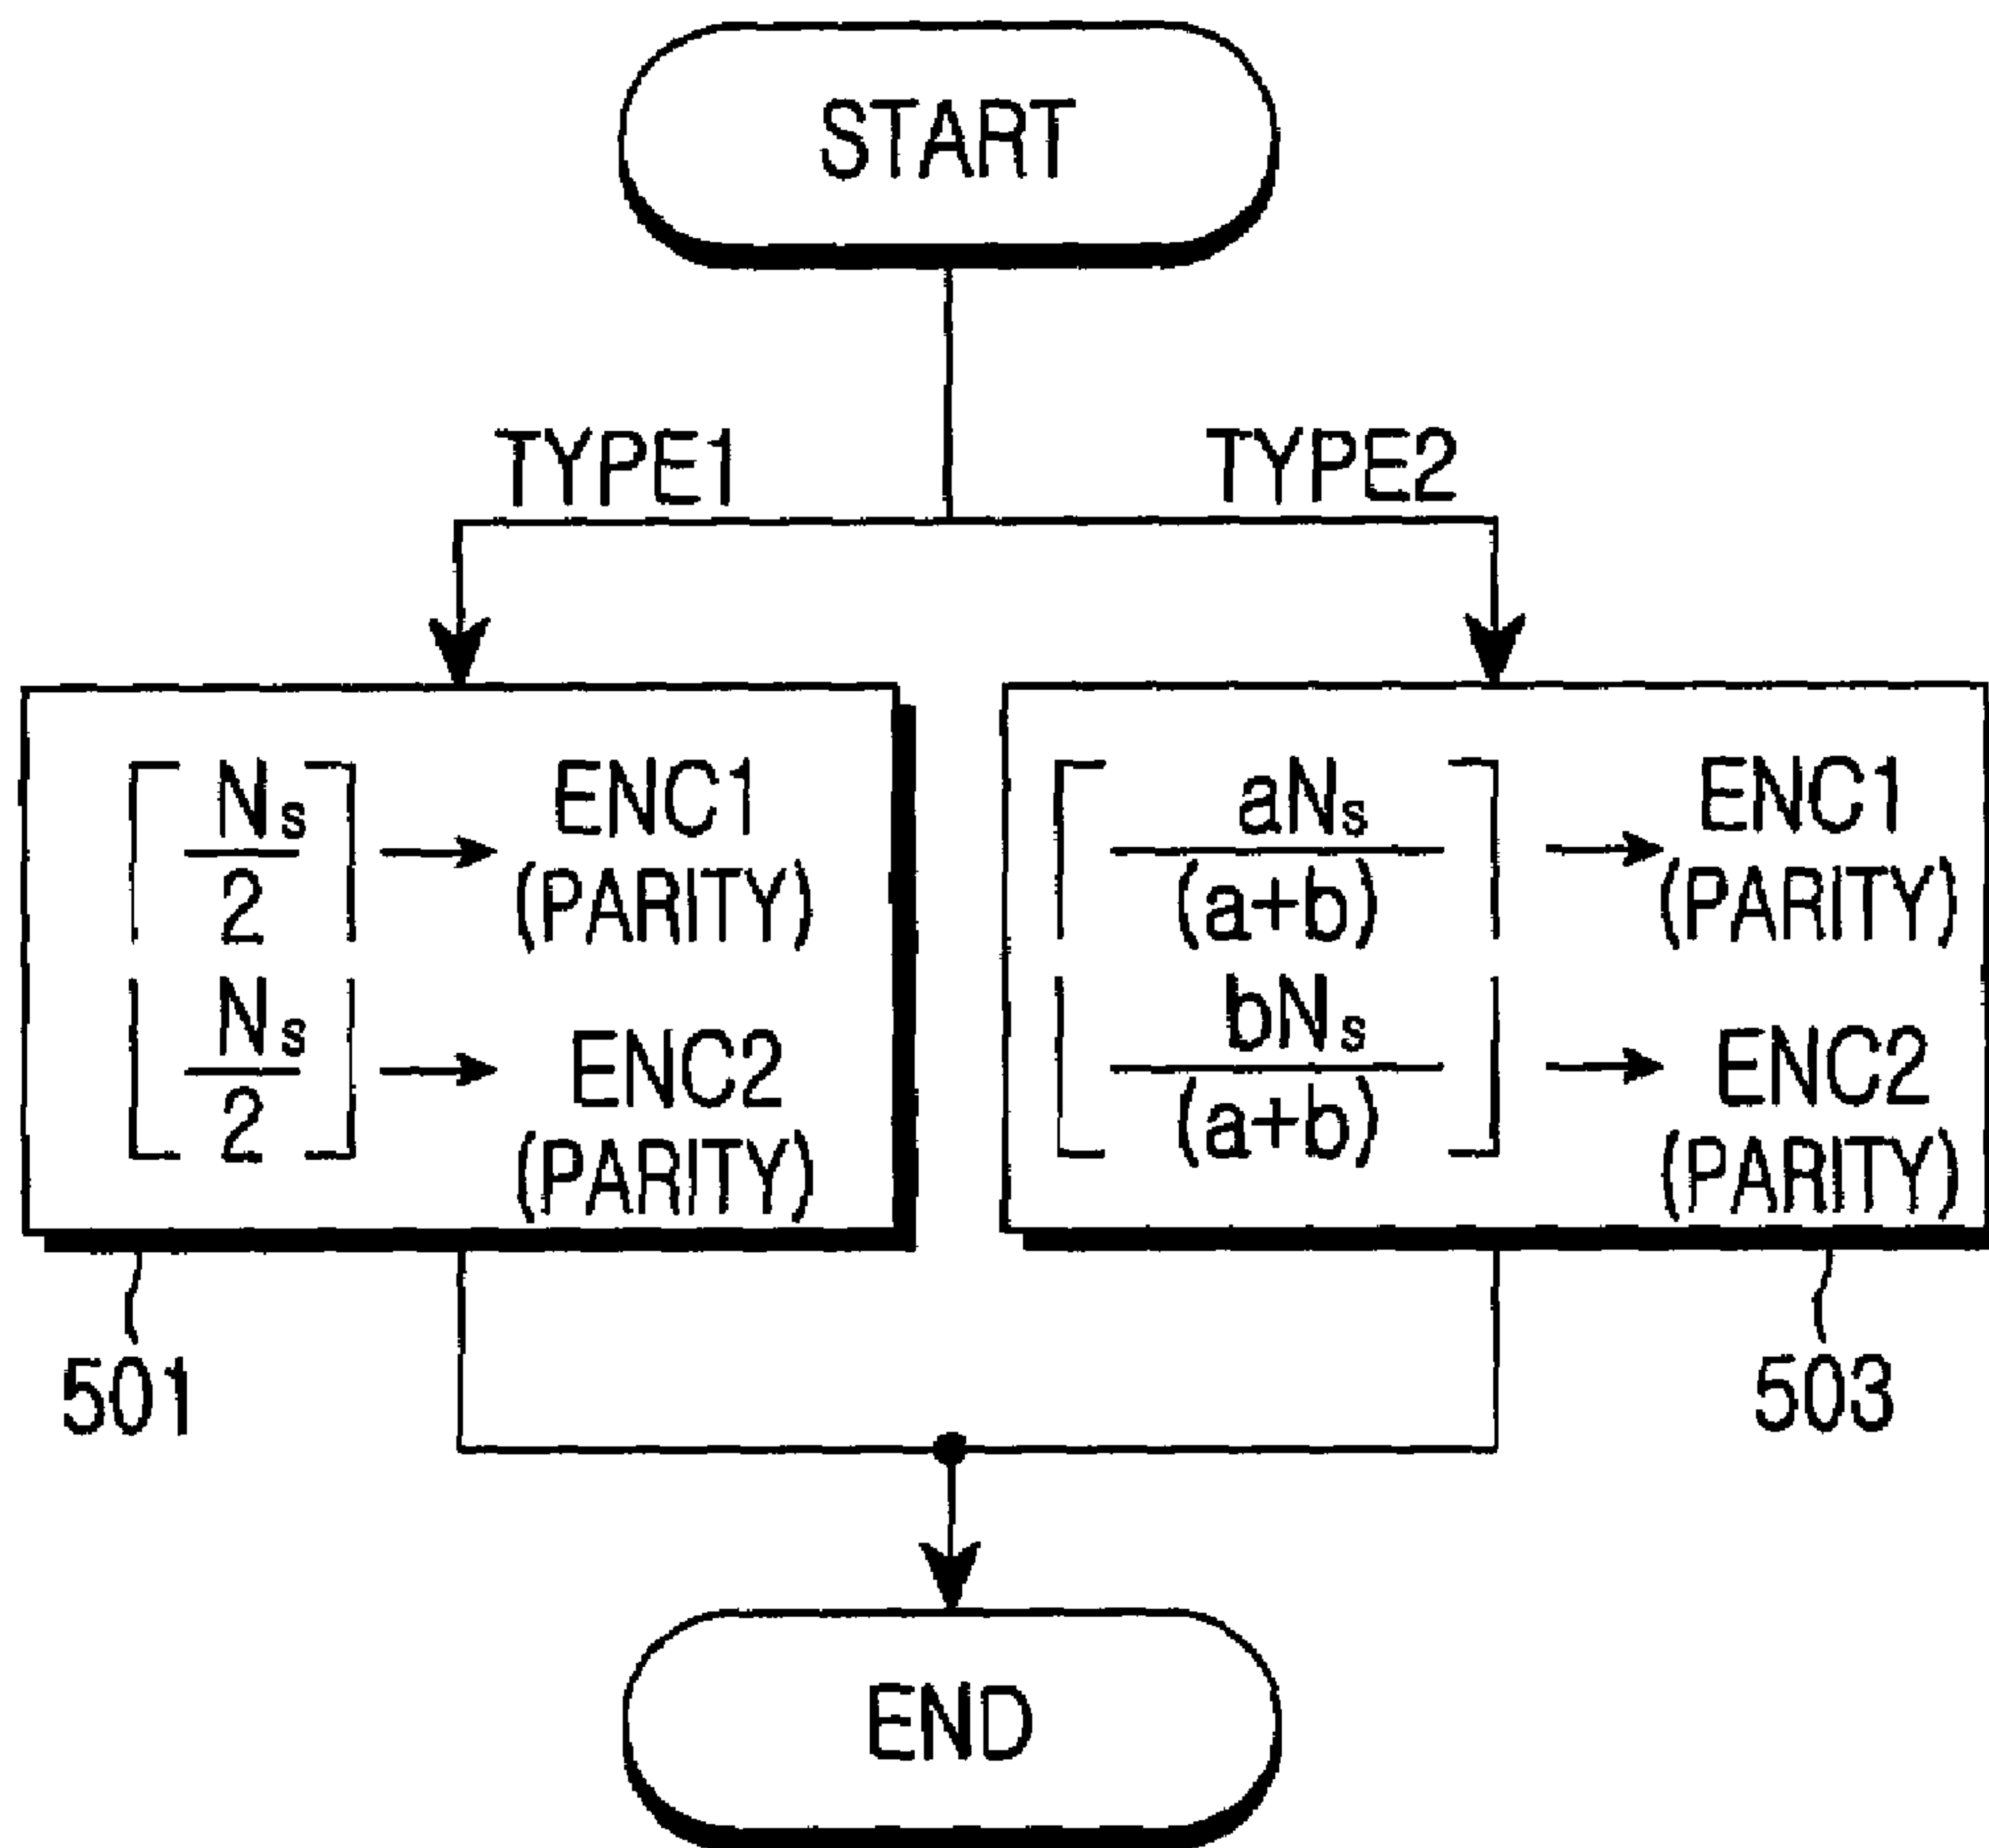 START
TYPE1
TYPE2
⌈Ns/2⌉ → ENC1
(PARITY)
⌊Ns/2⌋ → ENC2
(PARITY)
501
⌈aNs/(a+b)⌉ → ENC1
(PARITY)
⌊bNs/(a+b)⌋ → ENC2
(PARITY)
503
END